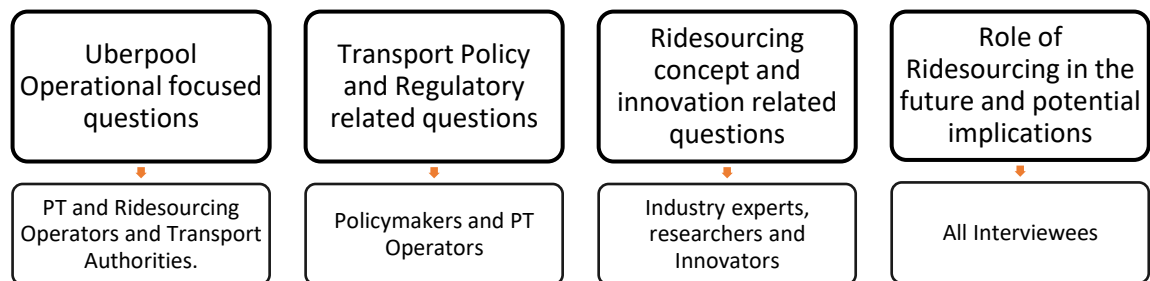 Uberpool
Operational focused
questions
Transport Policy
and Regulatory
related questions
Ridesourcing
concept and
innovation related
questions
Role of
Ridesourcing in the
future and potential
implications
PT and Ridesourcing
Operators and Transport
Authorities.
Policymakers and PT
Operators
Industry experts,
researchers and
Innovators
All Interviewees